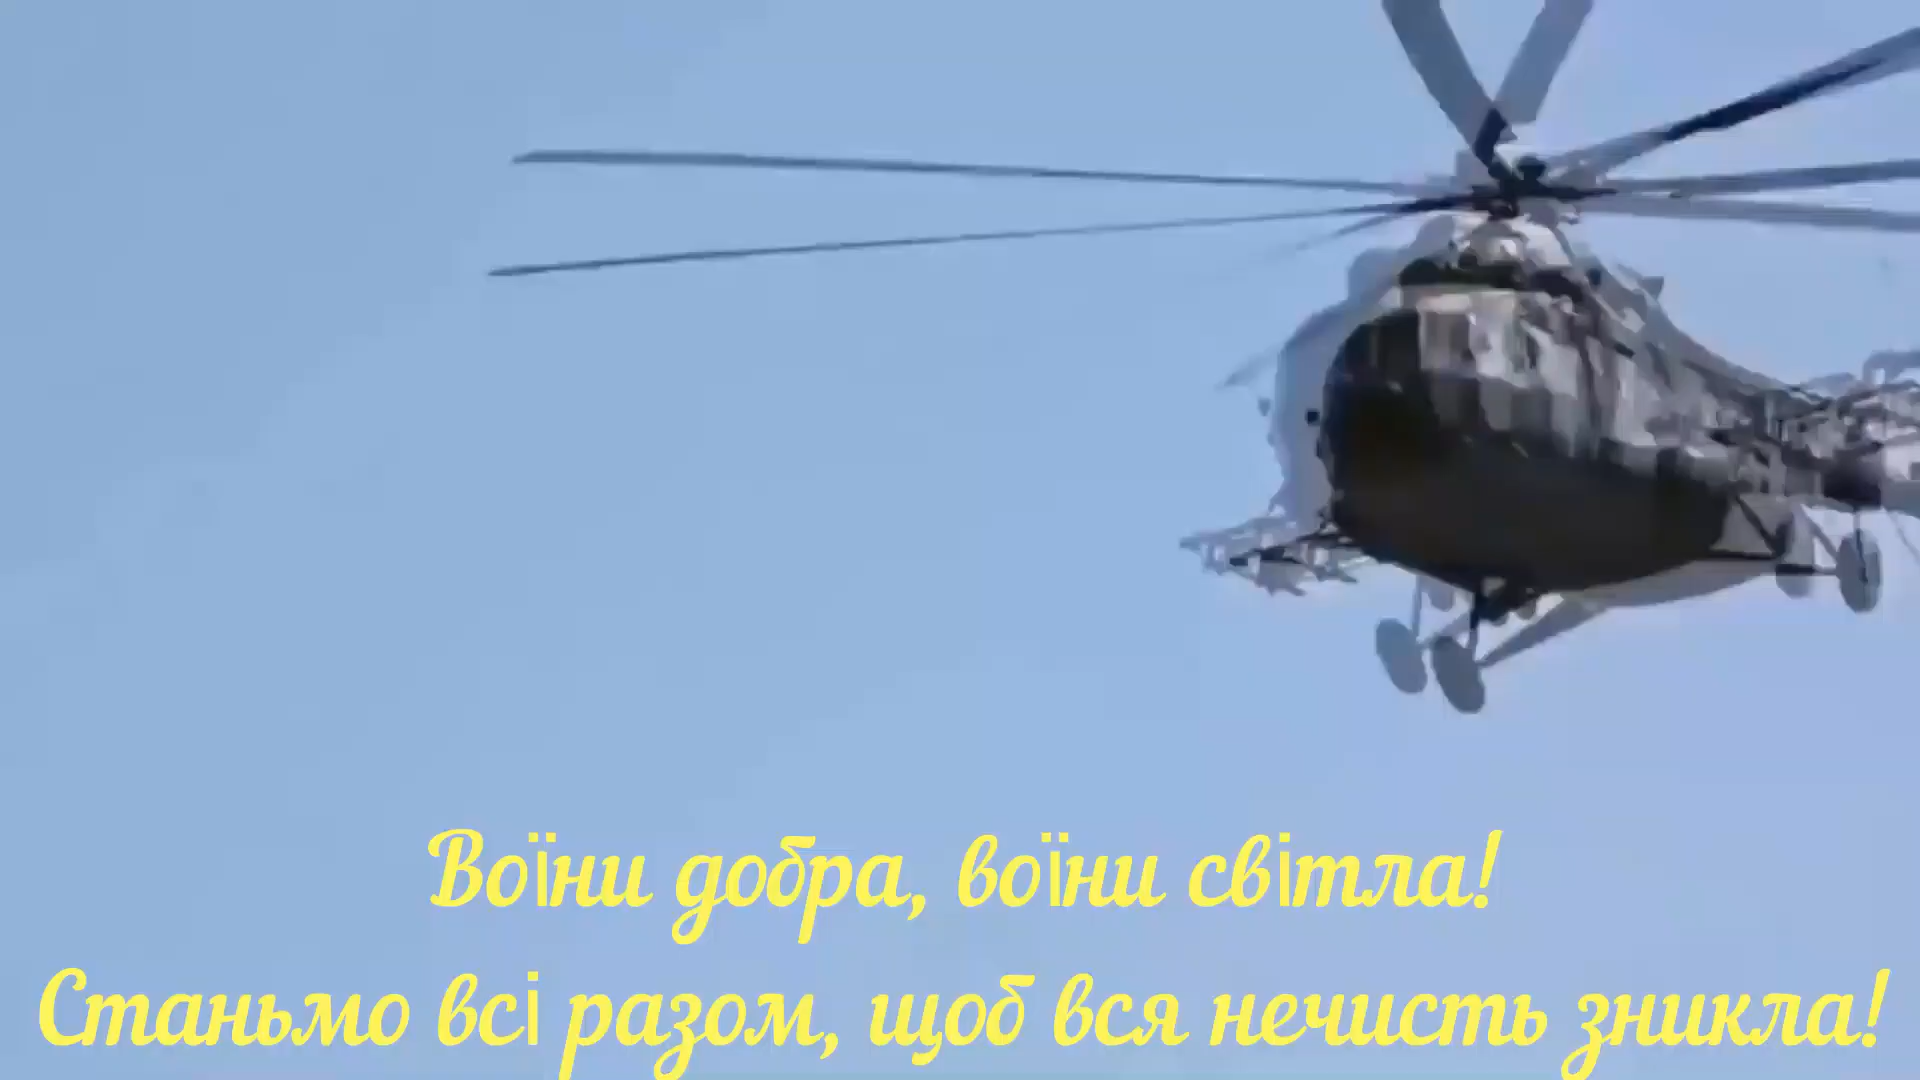 Воїни добра, воїни світла!
Станьмо всі разом, щоб вся нечисть зникла!